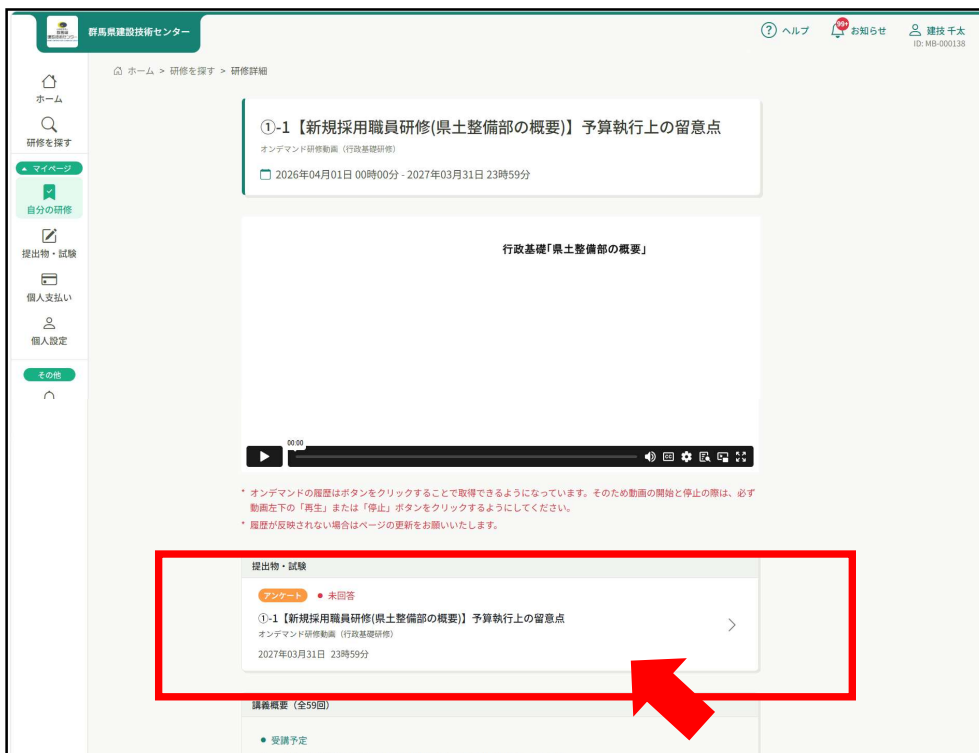 群馬県建設技術センター
ヘルプ
99+
お知らせ
建技 千太
ID: MB-000138
ホーム > 研修を探す > 研修詳細
ホーム
研修を探す
マイページ
自分の研修
提出物・試験
個人支払い
個人設定
その他
①-1【新規採用職員研修(県土整備部の概要)】予算執行上の留意点
オンデマンド研修動画（行政基礎研修）
2026年04月01日 00時00分 - 2027年03月31日 23時59分
行政基礎「県土整備部の概要」
00:00
CC
* オンデマンドの履歴はボタンをクリックすることで取得できるようになっています。そのため動画の開始と停止の際は、必ず
動画左下の「再生」または「停止」ボタンをクリックするようにしてください。
* 履歴が反映されない場合はページの更新をお願いいたします。
提出物・試験
アンケート ● 未回答
①-1【新規採用職員研修(県土整備部の概要)】予算執行上の留意点
オンデマンド研修動画（行政基礎研修）
2027年03月31日 23時59分
講義概要（全59回）
● 受講予定